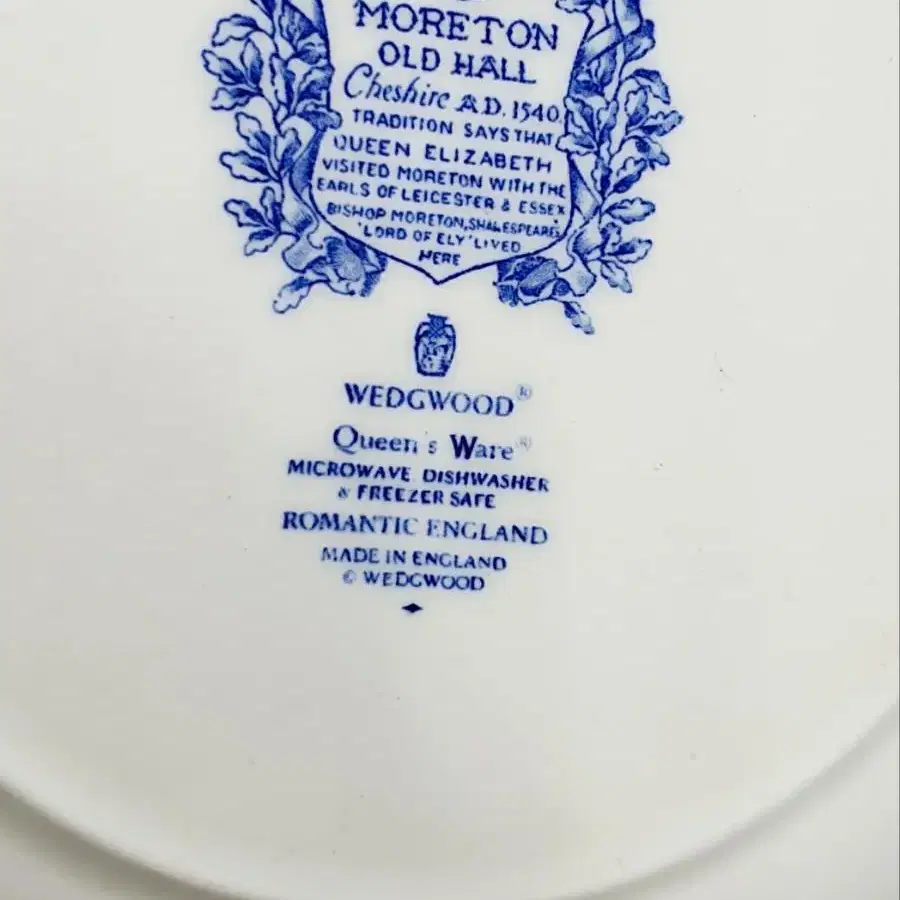 MORETON
OLD HALL
Cheshire A.D. 1540.
TRADITION SAYS THAT
QUEEN ELIZABETH
VISITED MORETON WITH THE
EARLS OF LEICESTER & ESSEX
BISHOP MORETON, SHAKESPEARE'S
'LORD OF ELY' LIVED
HERE
WEDGWOOD®
Queen's Ware®
MICROWAVE DISHWASHER
& FREEZER SAFE
ROMANTIC ENGLAND
MADE IN ENGLAND
© WEDGWOOD